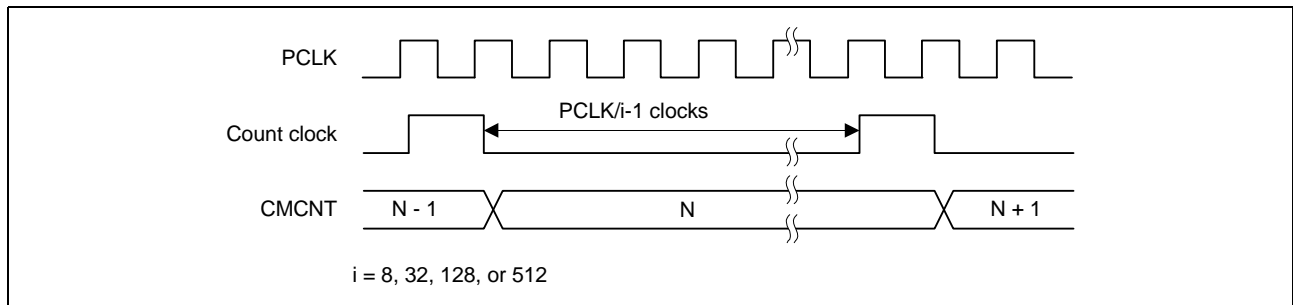 PCLK
PCLK/i-1 clocks
Count clock
CMCNT
N - 1
N
N + 1
i = 8, 32, 128, or 512